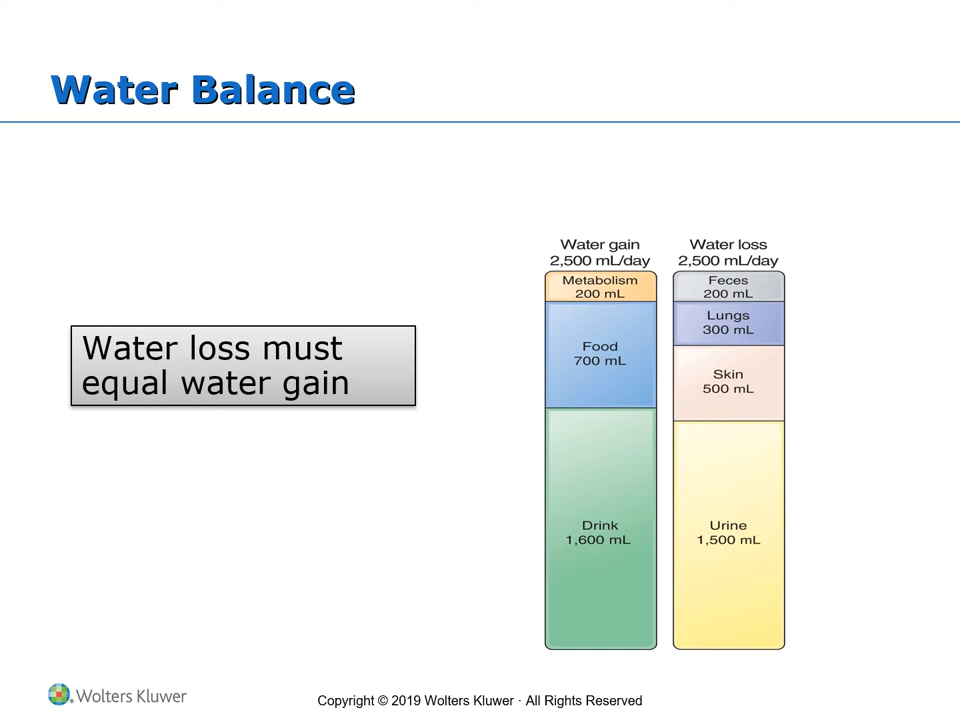 Water Balance
Water loss must
equal water gain
Water gain
2,500 mL/day
Metabolism
200 mL
Food
700 mL
Drink
1,600 mL
Water loss
2,500 mL/day
Feces
200 mL
Lungs
300 mL
Skin
500 mL
Urine
1,500 mL
Wolters Kluwer
Copyright © 2019 Wolters Kluwer · All Rights Reserved